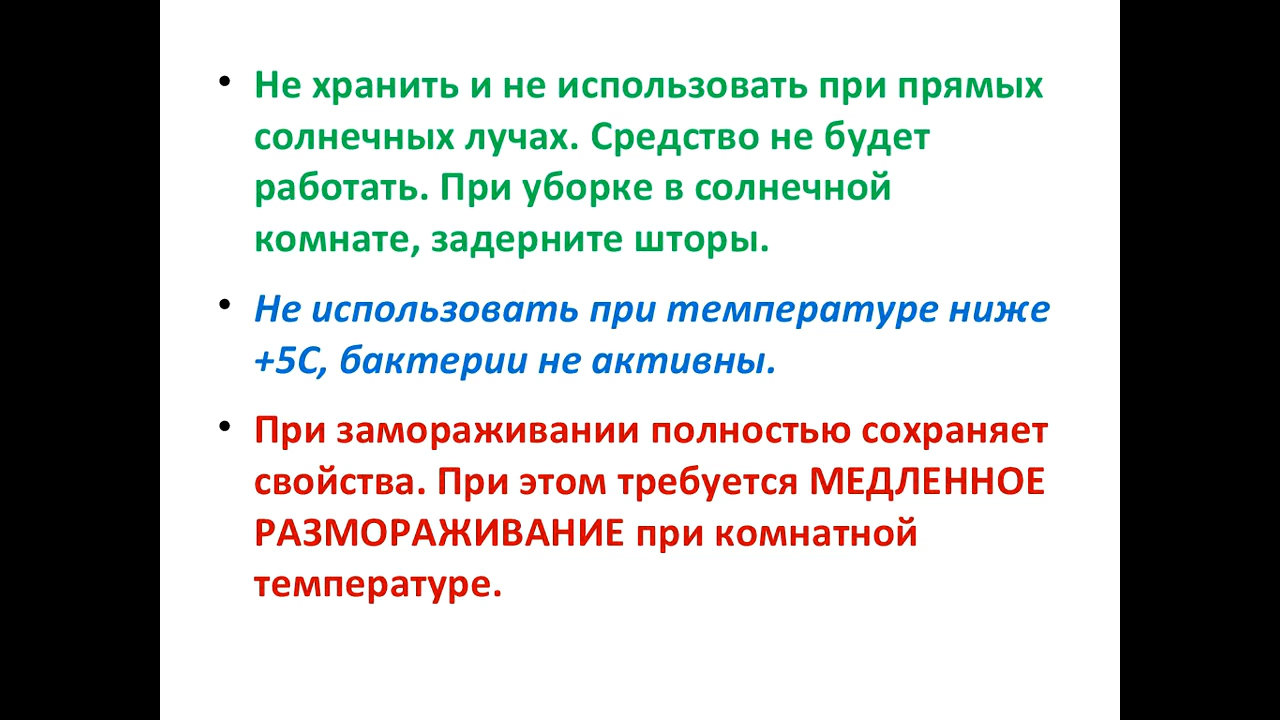 • Не хранить и не использовать при прямых
солнечных лучах. Средство не будет
работать. При уборке в солнечной
комнате, задерните шторы.
• Не использовать при температуре ниже
+5С, бактерии не активны.
• При замораживании полностью сохраняет
свойства. При этом требуется МЕДЛЕННОЕ
РАЗМОРАЖИВАНИЕ при комнатной
температуре.